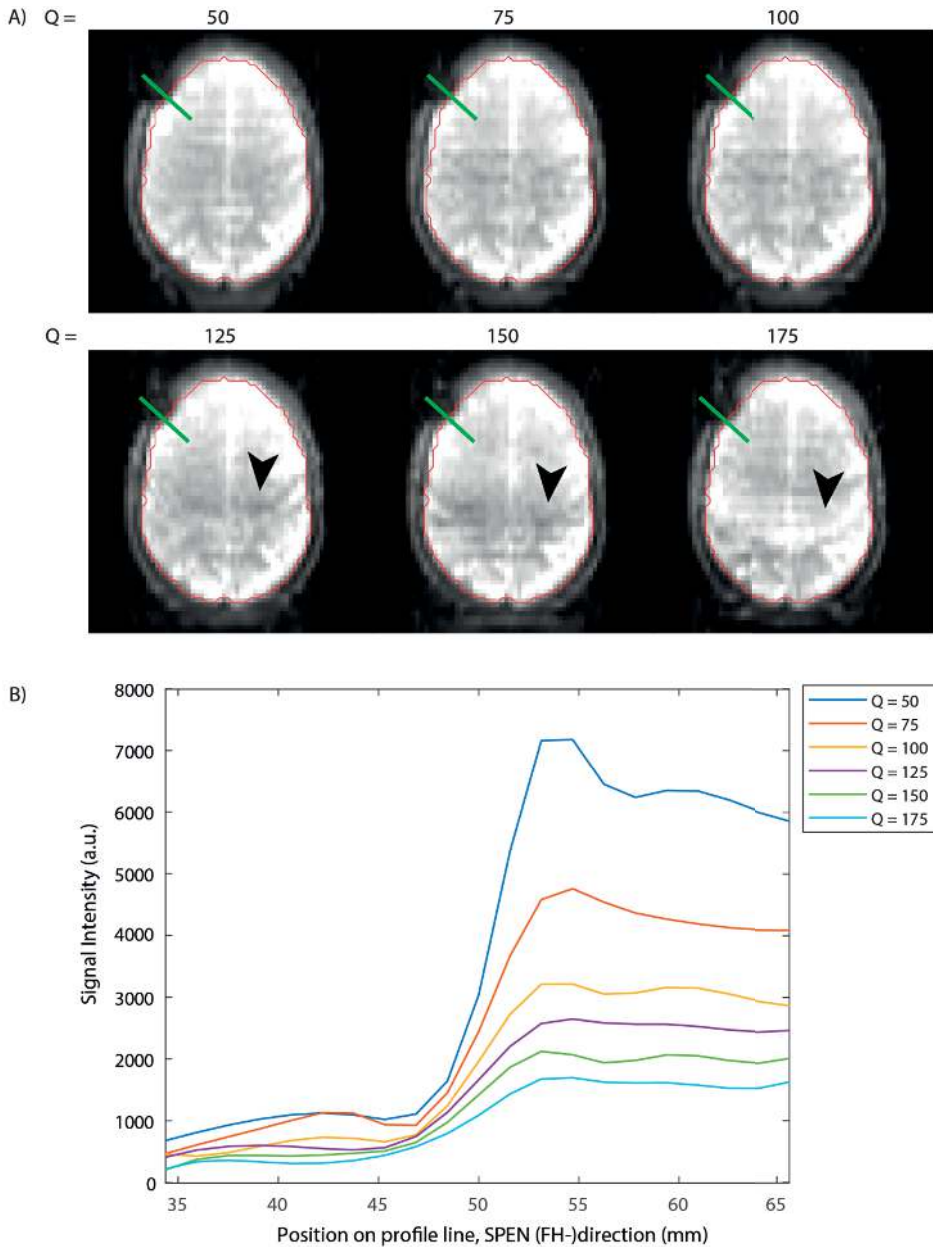 A) Q = 50 75 100
Q = 125 150 175
B)
8000
7000
6000
5000
4000
3000
2000
1000
0
Signal Intensity (a.u.)
35 40 45 50 55 60 65
Position on profile line, SPEN (FH-)direction (mm)
Q = 50
Q = 75
Q = 100
Q = 125
Q = 150
Q = 175